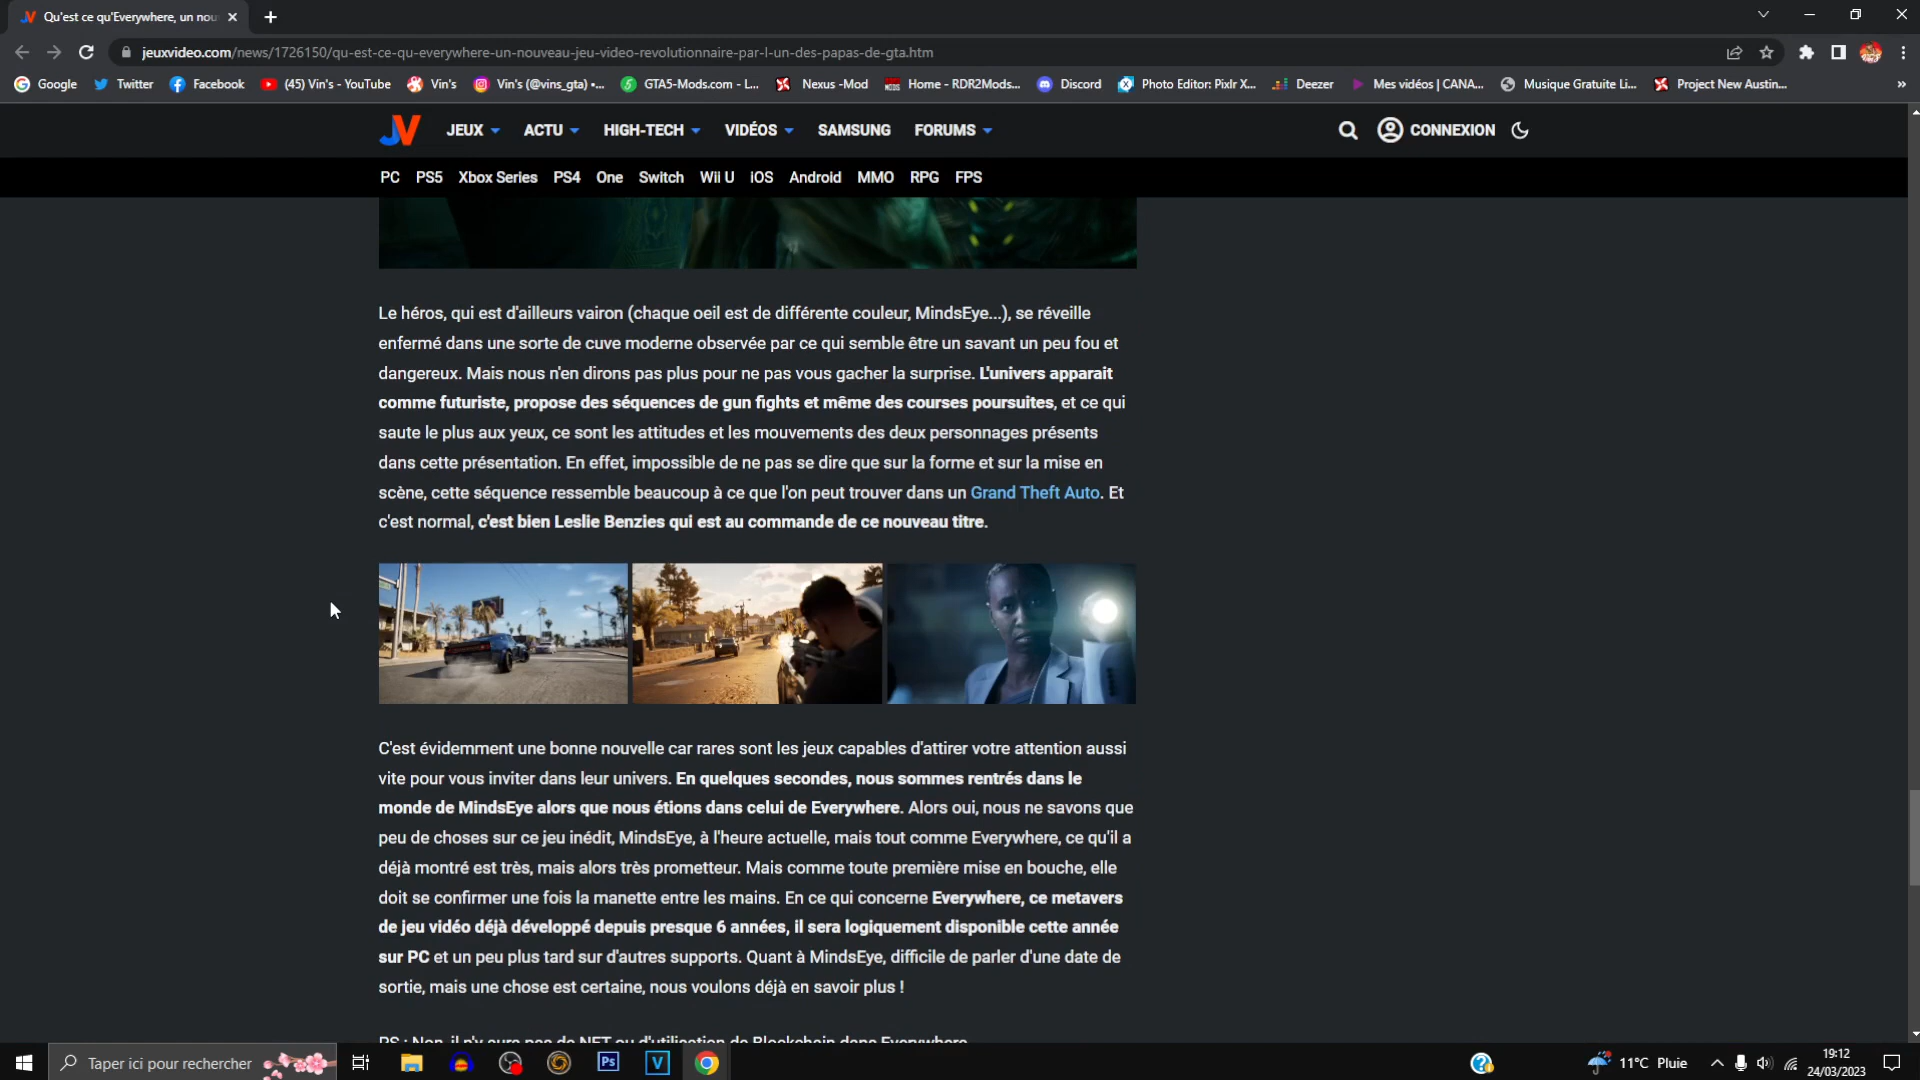 Qu'est ce qu'Everywhere, un nou
jeuxvideo.com/news/1726150/qu-est-ce-qu-everywhere-un-nouveau-jeu-video-revolutionnaire-par-l-un-des-papas-de-gta.htm
Google Twitter Facebook (45) Vin's - YouTube Vin's Vin's (@vins_gta) •... GTA5-Mods.com - L... Nexus -Mod Home - RDR2Mods... Discord Photo Editor: Pixlr X... Deezer Mes vidéos | CANA... Musique Gratuite Li... Project New Austin... »
JV JEUX ACTU HIGH-TECH VIDÉOS SAMSUNG FORUMS CONNEXION
PC PS5 Xbox Series PS4 One Switch Wii U iOS Android MMO RPG FPS
Le héros, qui est d'ailleurs vairon (chaque oeil est de différente couleur, MindsEye...), se réveille
enfermé dans une sorte de cuve moderne observée par ce qui semble être un savant un peu fou et
dangereux. Mais nous n'en dirons pas plus pour ne pas vous gacher la surprise. L'univers apparait
comme futuriste, propose des séquences de gun fights et même des courses poursuites, et ce qui
saute le plus aux yeux, ce sont les attitudes et les mouvements des deux personnages présents
dans cette présentation. En effet, impossible de ne pas se dire que sur la forme et sur la mise en
scène, cette séquence ressemble beaucoup à ce que l'on peut trouver dans un Grand Theft Auto. Et
c'est normal, c'est bien Leslie Benzies qui est au commande de ce nouveau titre.
C'est évidemment une bonne nouvelle car rares sont les jeux capables d'attirer votre attention aussi
vite pour vous inviter dans leur univers. En quelques secondes, nous sommes rentrés dans le
monde de MindsEye alors que nous étions dans celui de Everywhere. Alors oui, nous ne savons que
peu de choses sur ce jeu inédit, MindsEye, à l'heure actuelle, mais tout comme Everywhere, ce qu'il a
déjà montré est très, mais alors très prometteur. Mais comme toute première mise en bouche, elle
doit se confirmer une fois la manette entre les mains. En ce qui concerne Everywhere, ce metavers
de jeu vidéo déjà développé depuis presque 6 années, il sera logiquement disponible cette année
sur PC et un peu plus tard sur d'autres supports. Quant à MindsEye, difficile de parler d'une date de
sortie, mais une chose est certaine, nous voulons déjà en savoir plus !
PS : Non, il n'y aura pas de NFT ou d'utilisation de Blockchain dans Everywhere
Taper ici pour rechercher Ps V 11°C Pluie 19:12
24/03/2023